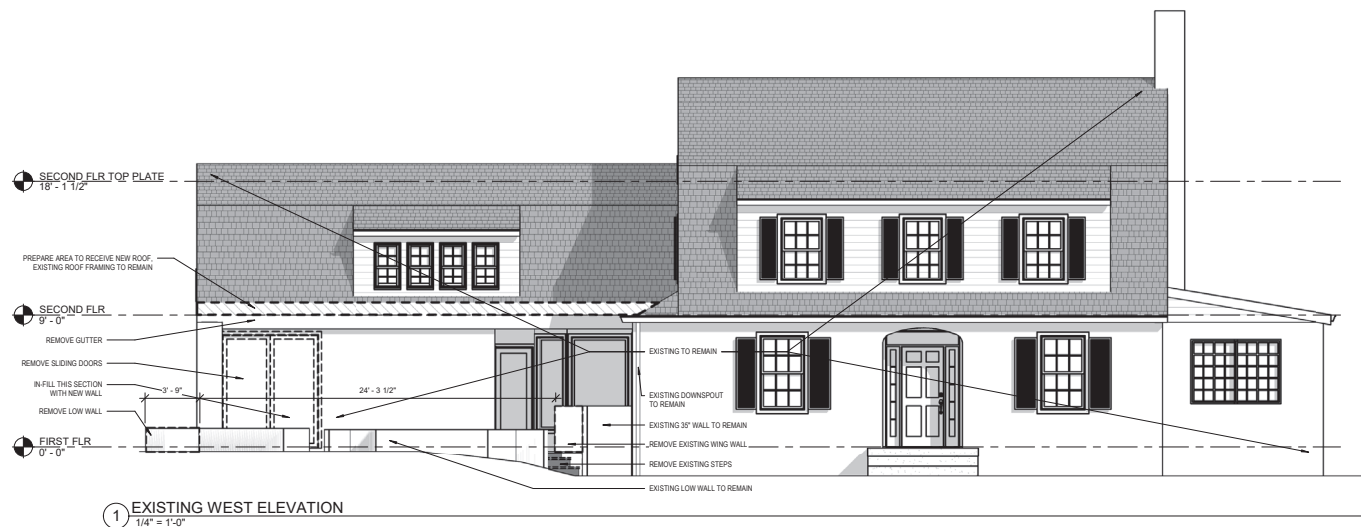 SECOND FLR TOP PLATE
18' - 1 1/2"
PREPARE AREA TO RECEIVE NEW ROOF,
EXISTING ROOF FRAMING TO REMAIN
SECOND FLR
9' - 0"
REMOVE GUTTER
REMOVE SLIDING DOORS
IN-FILL THIS SECTION
WITH NEW WALL
REMOVE LOW WALL
3' - 9"
24' - 3 1/2"
FIRST FLR
0' - 0"
EXISTING TO REMAIN
EXISTING DOWNSPOUT
TO REMAIN
EXISTING 35" WALL TO REMAIN
REMOVE EXISTING WING WALL
REMOVE EXISTING STEPS
EXISTING LOW WALL TO REMAIN
1
EXISTING WEST ELEVATION
1/4" = 1'-0"